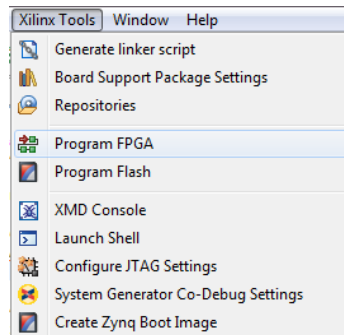 Xilinx Tools Window Help
Generate linker script
Board Support Package Settings
Repositories
Program FPGA
Program Flash
XMD Console
Launch Shell
Configure JTAG Settings
System Generator Co-Debug Settings
Create Zynq Boot Image